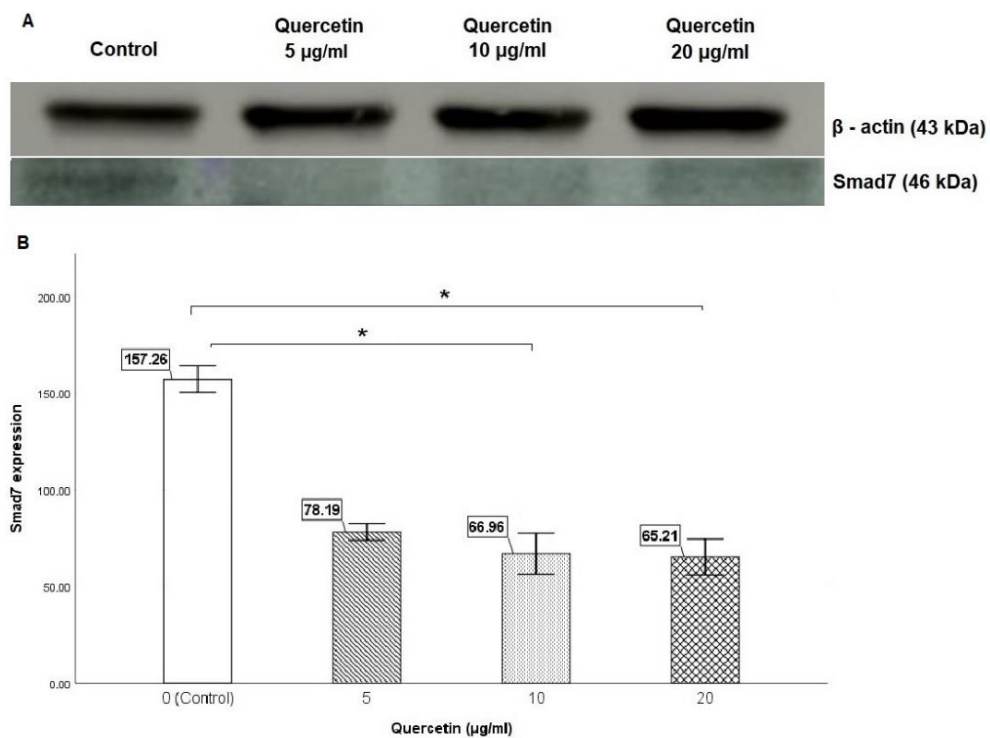 A
Control
Quercetin
5 µg/ml
Quercetin
10 µg/ml
Quercetin
20 µg/ml
β - actin (43 kDa)
Smad7 (46 kDa)
B
200.00
150.00
100.00
50.00
0.00
Smad7 expression
*
*
157.26
78.19
66.96
65.21
0 (Control)
5
10
20
Quercetin (µg/ml)